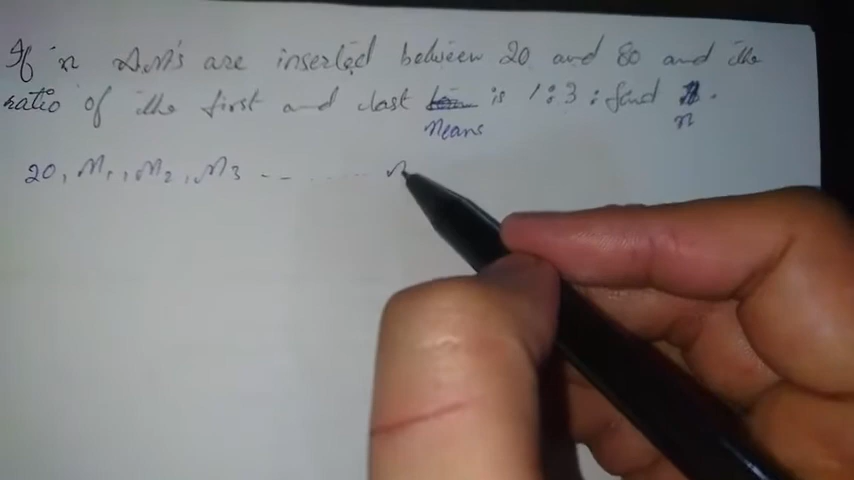 If n A.M's are inserted between 20 and 80 and the
ratio of the first and last is 1:3 : find .
Means n
20, M1, M2, M3 -- .....